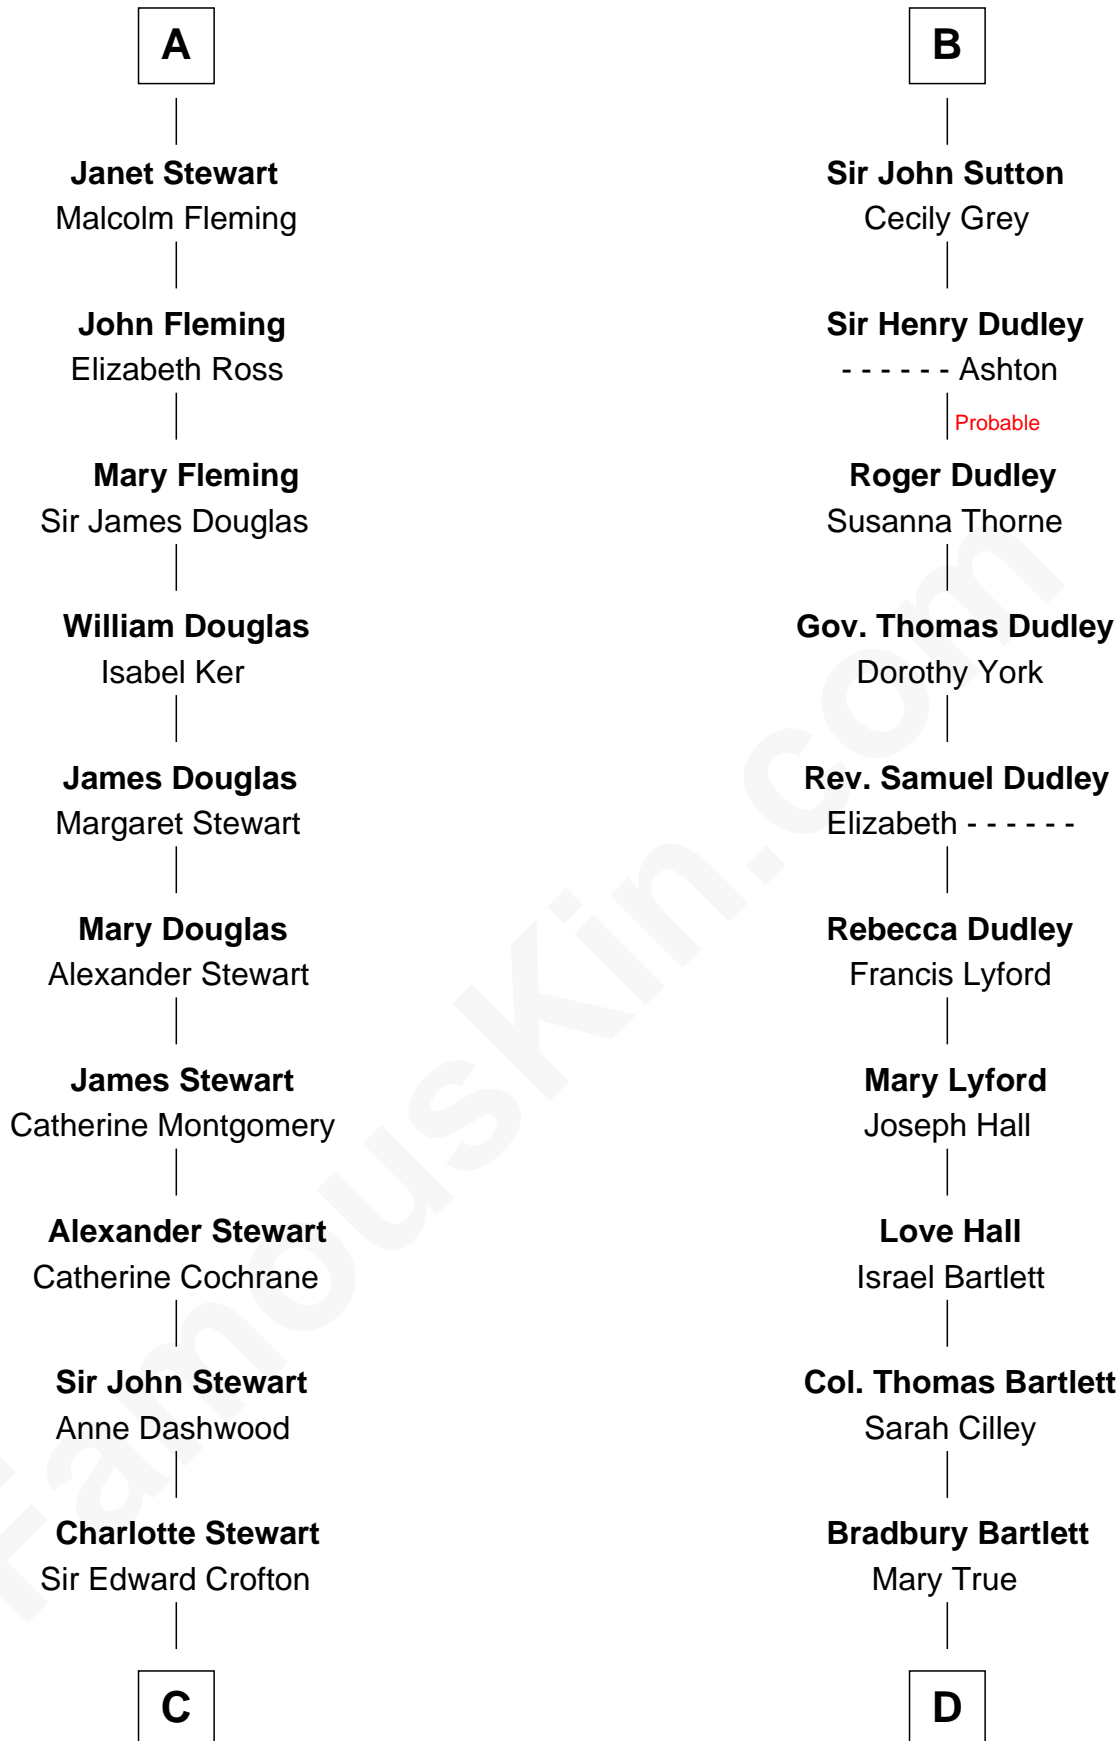 A
Janet Stewart
Malcolm Fleming
John Fleming
Elizabeth Ross
Mary Fleming
Sir James Douglas
William Douglas
Isabel Ker
James Douglas
Margaret Stewart
Mary Douglas
Alexander Stewart
James Stewart
Catherine Montgomery
Alexander Stewart
Catherine Cochrane
Sir John Stewart
Anne Dashwood
Charlotte Stewart
Sir Edward Crofton
C
B
Sir John Sutton
Cecily Grey
Sir Henry Dudley
- - - - - - Ashton
Probable
Roger Dudley
Susanna Thorne
Gov. Thomas Dudley
Dorothy York
Rev. Samuel Dudley
Elizabeth - - - - - -
Rebecca Dudley
Francis Lyford
Mary Lyford
Joseph Hall
Love Hall
Israel Bartlett
Col. Thomas Bartlett
Sarah Cilley
Bradbury Bartlett
Mary True
D
FamousKin.com